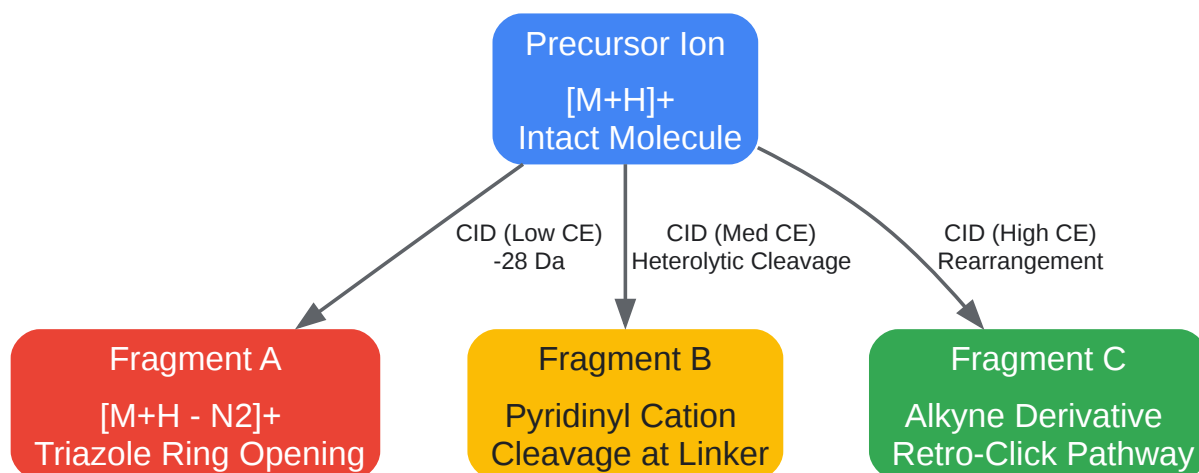 Precursor Ion
[M+H]+
Intact Molecule
CID (Low CE)
-28 Da
CID (Med CE)
Heterolytic Cleavage
CID (High CE)
Rearrangement
Fragment A
[M+H - N2]+
Triazole Ring Opening
Fragment B
Pyridinyl Cation
Cleavage at Linker
Fragment C
Alkyne Derivative
Retro-Click Pathway